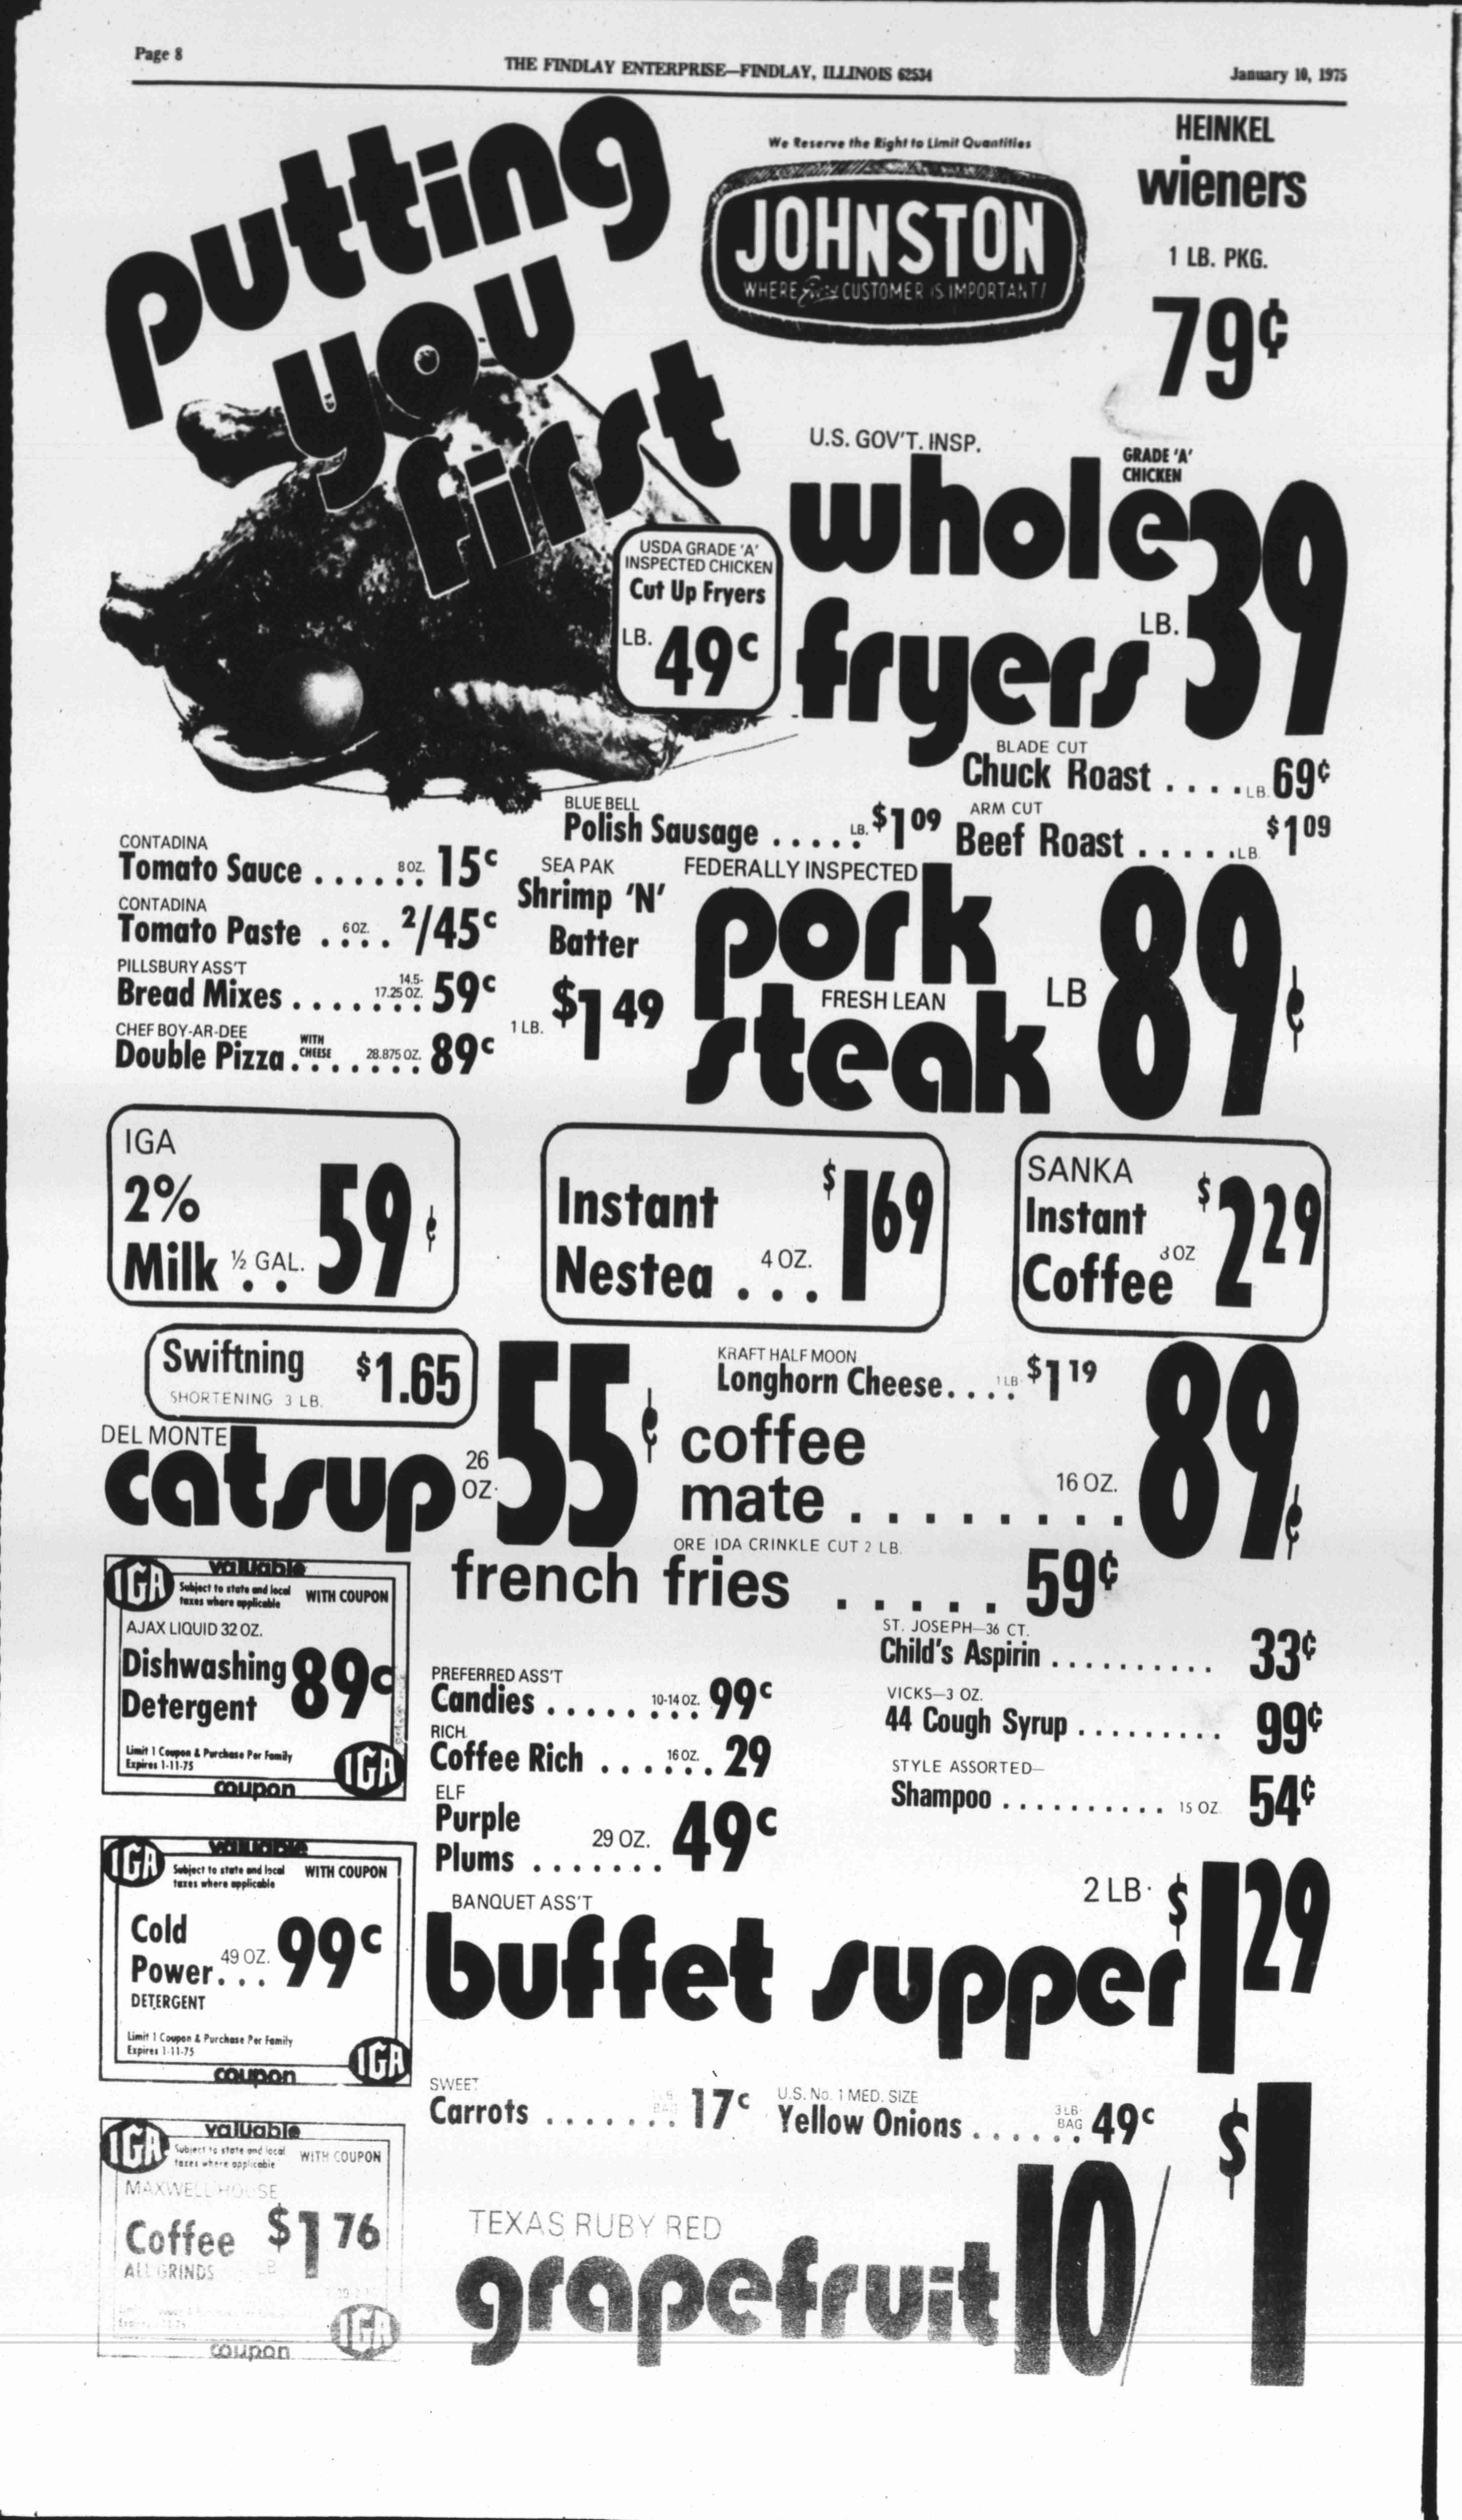 Page 8
THE FINDLAY ENTERPRISE—FINDLAY, ILLINOIS 62534
January 10, 1975
putting
you
first
We Reserve the Right to Limit Quantities
JOHNSTON
WHERE Every CUSTOMER IS IMPORTANT!
HEINKEL
wieners
1 LB. PKG.
79¢
U.S. GOV'T. INSP.
GRADE 'A'
CHICKEN
whole
fryers
LB.
39
USDA GRADE 'A'
INSPECTED CHICKEN
Cut Up Fryers
LB. 49¢
BLADE CUT
Chuck Roast . . . . LB. 69¢
BLUE BELL
Polish Sausage . . . . . LB. $1 09
ARM CUT
Beef Roast . . . . . LB. $1 09
CONTADINA
Tomato Sauce . . . . . . 8 OZ. 15¢
CONTADINA
Tomato Paste . . . . 6 OZ. 2/45¢
PILLSBURY ASS'T
Bread Mixes . . . . . . . 14.5-
17.25 OZ. 59¢
CHEF BOY-AR-DEE
Double Pizza WITH
CHEESE . . . . . . . 28.875 OZ. 89¢
SEA PAK
Shrimp 'N'
Batter
1 LB. $1 49
FEDERALLY INSPECTED
pork
FRESH LEAN
steak
LB 89¢
IGA
2%
Milk ½ GAL. . . 59¢
Instant
Nestea . . . 4 OZ. $1 69
SANKA
Instant
Coffee 3 OZ $2 29
Swiftning $1.65
SHORTENING 3 LB.
KRAFT HALF MOON
Longhorn Cheese. . . . 1 LB. $1 19
DEL MONTE
catsup 26
OZ. 55¢
coffee
mate . . . . . . . . 16 OZ. 89¢
ORE IDA CRINKLE CUT 2 LB.
french fries . . . . . 59¢
IGA
valuable
Subject to state and local
taxes where applicable
WITH COUPON
AJAX LIQUID 32 OZ.
Dishwashing
Detergent 89¢
Limit 1 Coupon & Purchase Per Family
Expires 1-11-75
IGA
coupon
ST. JOSEPH—36 CT.
Child's Aspirin . . . . . . . . . . 33¢
PREFERRED ASS'T
Candies . . . . . . . . 10-14 OZ. 99¢
VICKS—3 OZ.
44 Cough Syrup . . . . . . . . . 99¢
RICH
Coffee Rich . . . . . . 16 OZ. 29
STYLE ASSORTED—
Shampoo . . . . . . . . . . 15 OZ. 54¢
ELF
Purple
Plums . . . . . . . 29 OZ. 49¢
IGA
valuable
Subject to state and local
taxes where applicable
WITH COUPON
Cold
Power. . . 49 OZ. 99¢
DETERGENT
Limit 1 Coupon & Purchase Per Family
Expires 1-11-75
IGA
coupon
BANQUET ASS'T
buffet supper
2 LB. $1 29
SWEET
Carrots . . . . . . . BAG 17¢
U.S. No. 1 MED. SIZE
Yellow Onions . . . . . . 3 LB.
BAG 49¢
IGA
valuable
Subject to state and local
taxes where applicable
WITH COUPON
MAXWELL HOUSE
Coffee $1 76
ALL GRINDS
IGA
coupon
TEXAS RUBY RED
grapefruit 10/$1